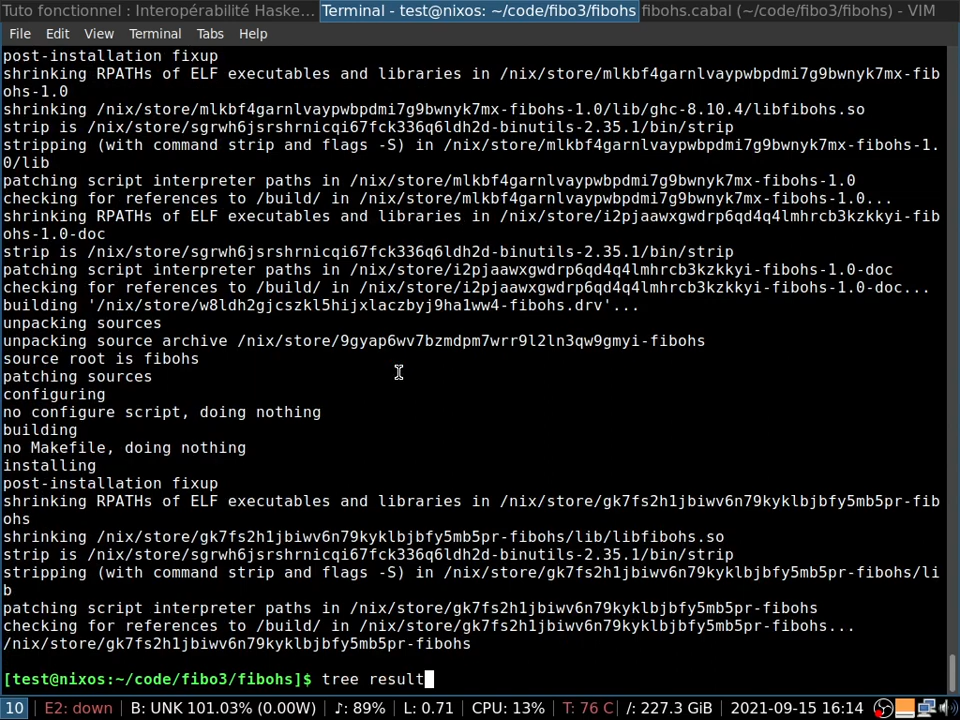 Tuto fonctionnel : Interopérabilité Haske... Terminal - test@nixos: ~/code/fibo3/fibohs fibohs.cabal (~/code/fibo3/fibohs) - VIM
File Edit View Terminal Tabs Help
post-installation fixup
shrinking RPATHs of ELF executables and libraries in /nix/store/mlkbf4garnlvaypwbpdmi7g9bwnyk7mx-fib
ohs-1.0
shrinking /nix/store/mlkbf4garnlvaypwbpdmi7g9bwnyk7mx-fibohs-1.0/lib/ghc-8.10.4/libfibohs.so
strip is /nix/store/sgrwh6jsrshrnicqi67fck336q6ldh2d-binutils-2.35.1/bin/strip
stripping (with command strip and flags -S) in /nix/store/mlkbf4garnlvaypwbpdmi7g9bwnyk7mx-fibohs-1.
0/lib
patching script interpreter paths in /nix/store/mlkbf4garnlvaypwbpdmi7g9bwnyk7mx-fibohs-1.0
checking for references to /build/ in /nix/store/mlkbf4garnlvaypwbpdmi7g9bwnyk7mx-fibohs-1.0...
shrinking RPATHs of ELF executables and libraries in /nix/store/i2pjaawxgwdrp6qd4q4lmhrcb3kzkkyi-fib
ohs-1.0-doc
strip is /nix/store/sgrwh6jsrshrnicqi67fck336q6ldh2d-binutils-2.35.1/bin/strip
patching script interpreter paths in /nix/store/i2pjaawxgwdrp6qd4q4lmhrcb3kzkkyi-fibohs-1.0-doc
checking for references to /build/ in /nix/store/i2pjaawxgwdrp6qd4q4lmhrcb3kzkkyi-fibohs-1.0-doc...
building '/nix/store/w8ldh2gjcszkl5hijxlaczbyj9ha1ww4-fibohs.drv'...
unpacking sources
unpacking source archive /nix/store/9gyap6wv7bzmdpm7wrr9l2ln3qw9gmyi-fibohs
source root is fibohs
patching sources
configuring
no configure script, doing nothing
building
no Makefile, doing nothing
installing
post-installation fixup
shrinking RPATHs of ELF executables and libraries in /nix/store/gk7fs2h1jbiwv6n79kyklbjbfy5mb5pr-fib
ohs
shrinking /nix/store/gk7fs2h1jbiwv6n79kyklbjbfy5mb5pr-fibohs/lib/libfibohs.so
strip is /nix/store/sgrwh6jsrshrnicqi67fck336q6ldh2d-binutils-2.35.1/bin/strip
stripping (with command strip and flags -S) in /nix/store/gk7fs2h1jbiwv6n79kyklbjbfy5mb5pr-fibohs/li
b
patching script interpreter paths in /nix/store/gk7fs2h1jbiwv6n79kyklbjbfy5mb5pr-fibohs
checking for references to /build/ in /nix/store/gk7fs2h1jbiwv6n79kyklbjbfy5mb5pr-fibohs...
/nix/store/gk7fs2h1jbiwv6n79kyklbjbfy5mb5pr-fibohs
[test@nixos:~/code/fibo3/fibohs]$ tree result
10 E2: down | B: UNK 101.03% (0.00W) | ♪: 89% | L: 0.71 | CPU: 13% | T: 76 C | /: 227.3 GiB | 2021-09-15 16:14